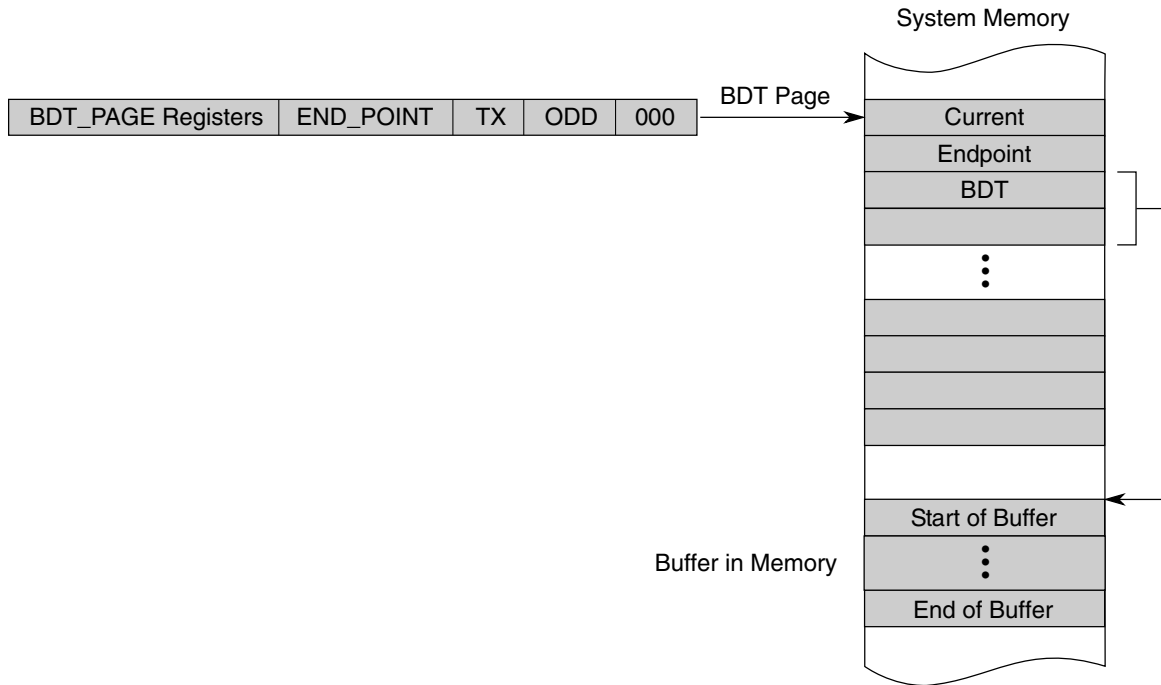 System Memory
BDT_PAGE Registers END_POINT TX ODD 000
BDT Page
Current
Endpoint
BDT
Start of Buffer
Buffer in Memory
End of Buffer